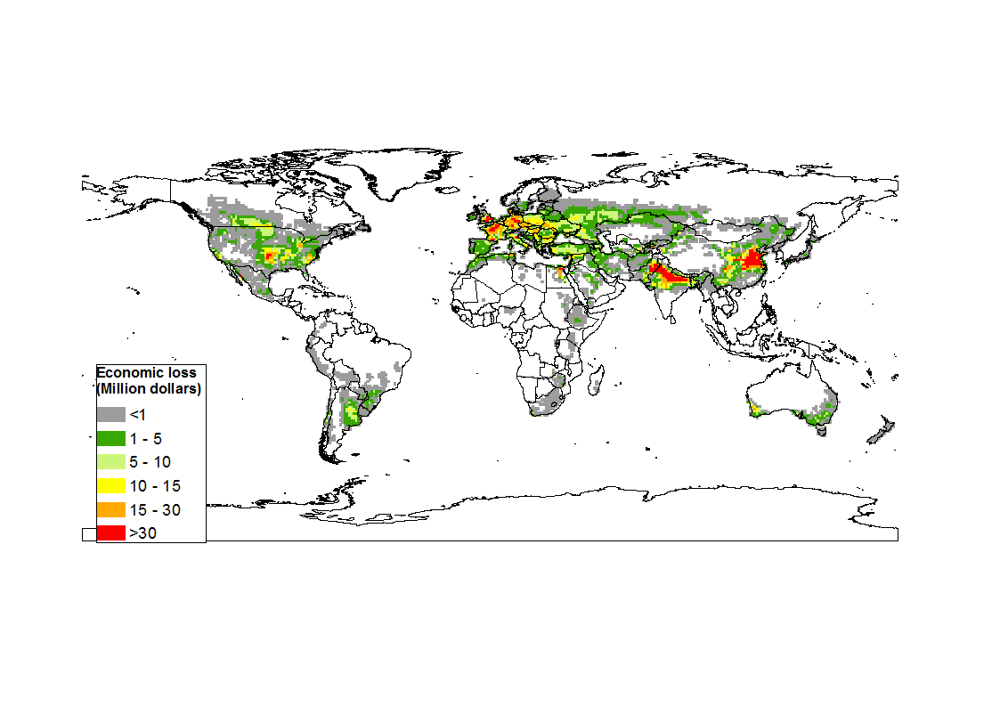 Economic loss
(Million dollars)
<1
1 - 5
5 - 10
10 - 15
15 - 30
>30